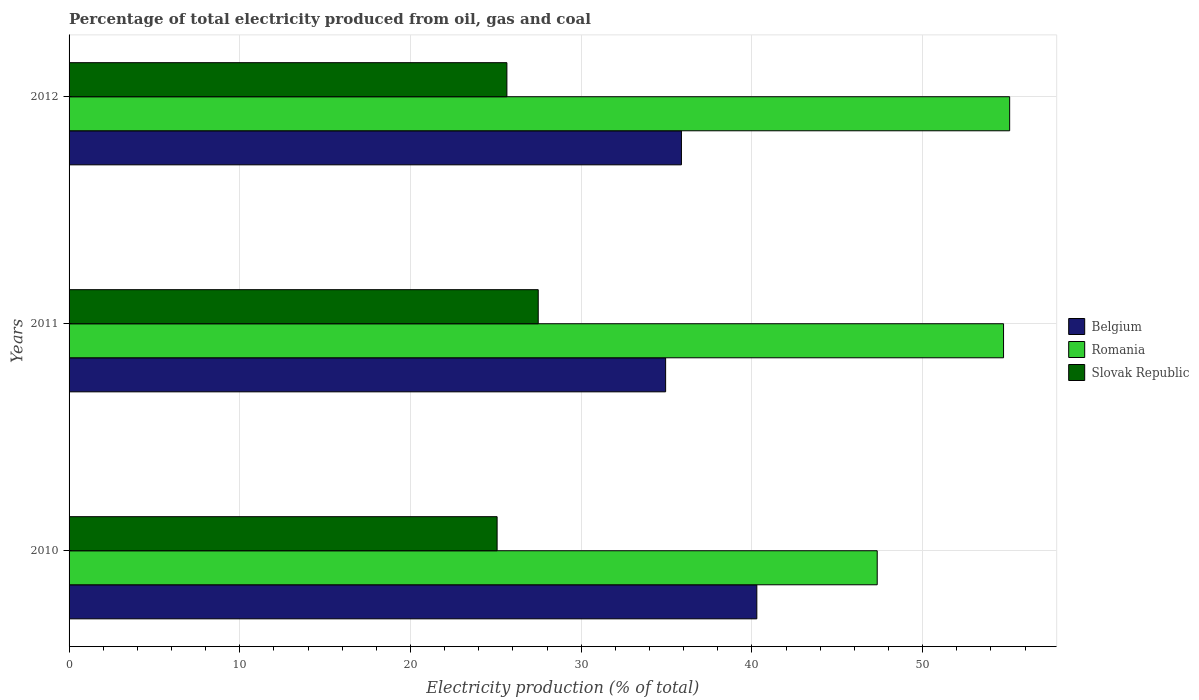 Percentage of total electricity produced from oil, gas and coal
2012
2011
2010
Years
0
10
20
30
40
50
Electricity production (% of total)
Belgium
Romania
Slovak Republic